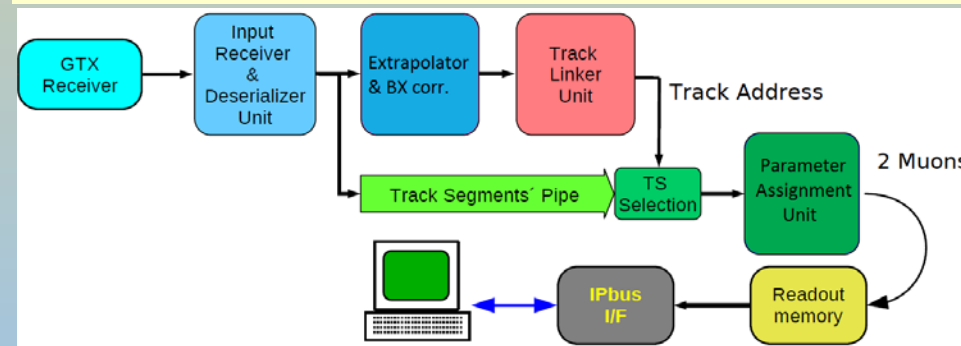 GTX
Receiver
Input
Receiver
&
Deserializer
Unit
Extrapolator
& BX corr.
Track
Linker
Unit
Track Address
Track Segments´ Pipe
TS
Selection
Parameter
Assignment
Unit
2 Muons
IPbus
I/F
Readout
memory